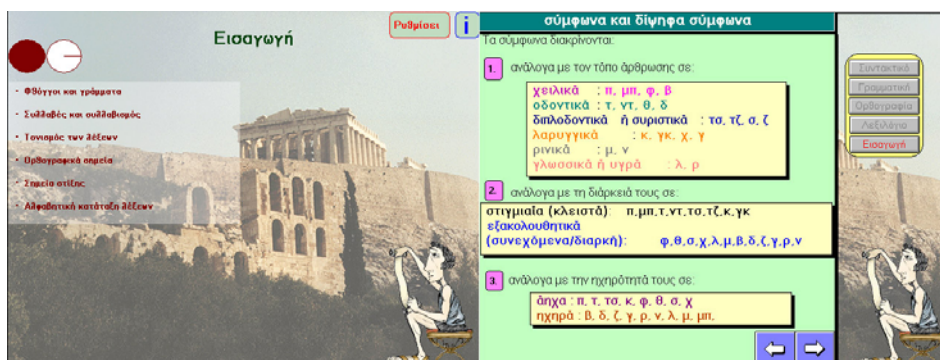 Εισαγωγή
Ρυθμίσει
i
• Φθόγγοι και γράμματα
• Συλλαβές και συλλαβισμός
• Τονισμός των λέξεων
• Ορθογραφικά σημεία
• Σημεία στίξης
• Αλφαβητική κατάταξη λέξεων
σύμφωνα και δίψηφα σύμφωνα
Τα σύμφωνα διακρίνονται:
1. ανάλογα με τον τόπο άρθρωσης σε:
χειλικά : π, μπ, φ, β
οδοντικά : τ, ντ, θ, δ
διπλοδοντικά ή συριστικά : τσ, τζ, σ, ζ
λαρυγγικά : κ, γκ, χ, γ
ρινικά : μ, ν
γλωσσικά ή υγρά : λ, ρ
2. ανάλογα με τη διάρκειά τους σε:
στιγμιαία (κλειστά): π,μπ,τ,ντ,τσ,τζ,κ,γκ
εξακολουθητικά
(συνεχόμενα/διαρκή): φ,θ,σ,χ,λ,μ,β,δ,ζ,γ,ρ,ν
3. ανάλογα με την ηχηρότητά τους σε:
άηχα : π, τ, τσ, κ, φ, θ, σ, χ
ηχηρά : β, δ, ζ, γ, ρ, ν, λ, μ, μπ,
Συντακτικό
Γραμματική
Ορθογραφία
Λεξιλόγιο
Εισαγωγή